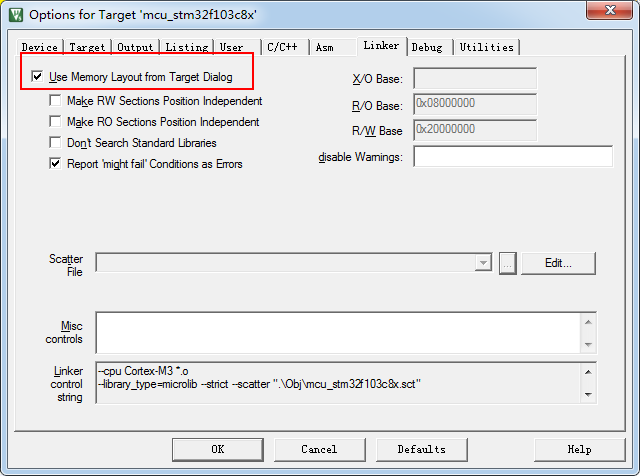 Options for Target 'mcu_stm32f103c8x'
Device Target Output Listing User C/C++ Asm Linker Debug Utilities
Use Memory Layout from Target Dialog
Make RW Sections Position Independent
Make RO Sections Position Independent
Don't Search Standard Libraries
Report 'might fail' Conditions as Errors
X/O Base:
R/O Base: 0x08000000
R/W Base 0x20000000
disable Warnings:
Scatter
File
... Edit...
Misc
controls
Linker
control
string
--cpu Cortex-M3 *.o
--library_type=microlib --strict --scatter ".\Obj\mcu_stm32f103c8x.sct"
OK Cancel Defaults Help